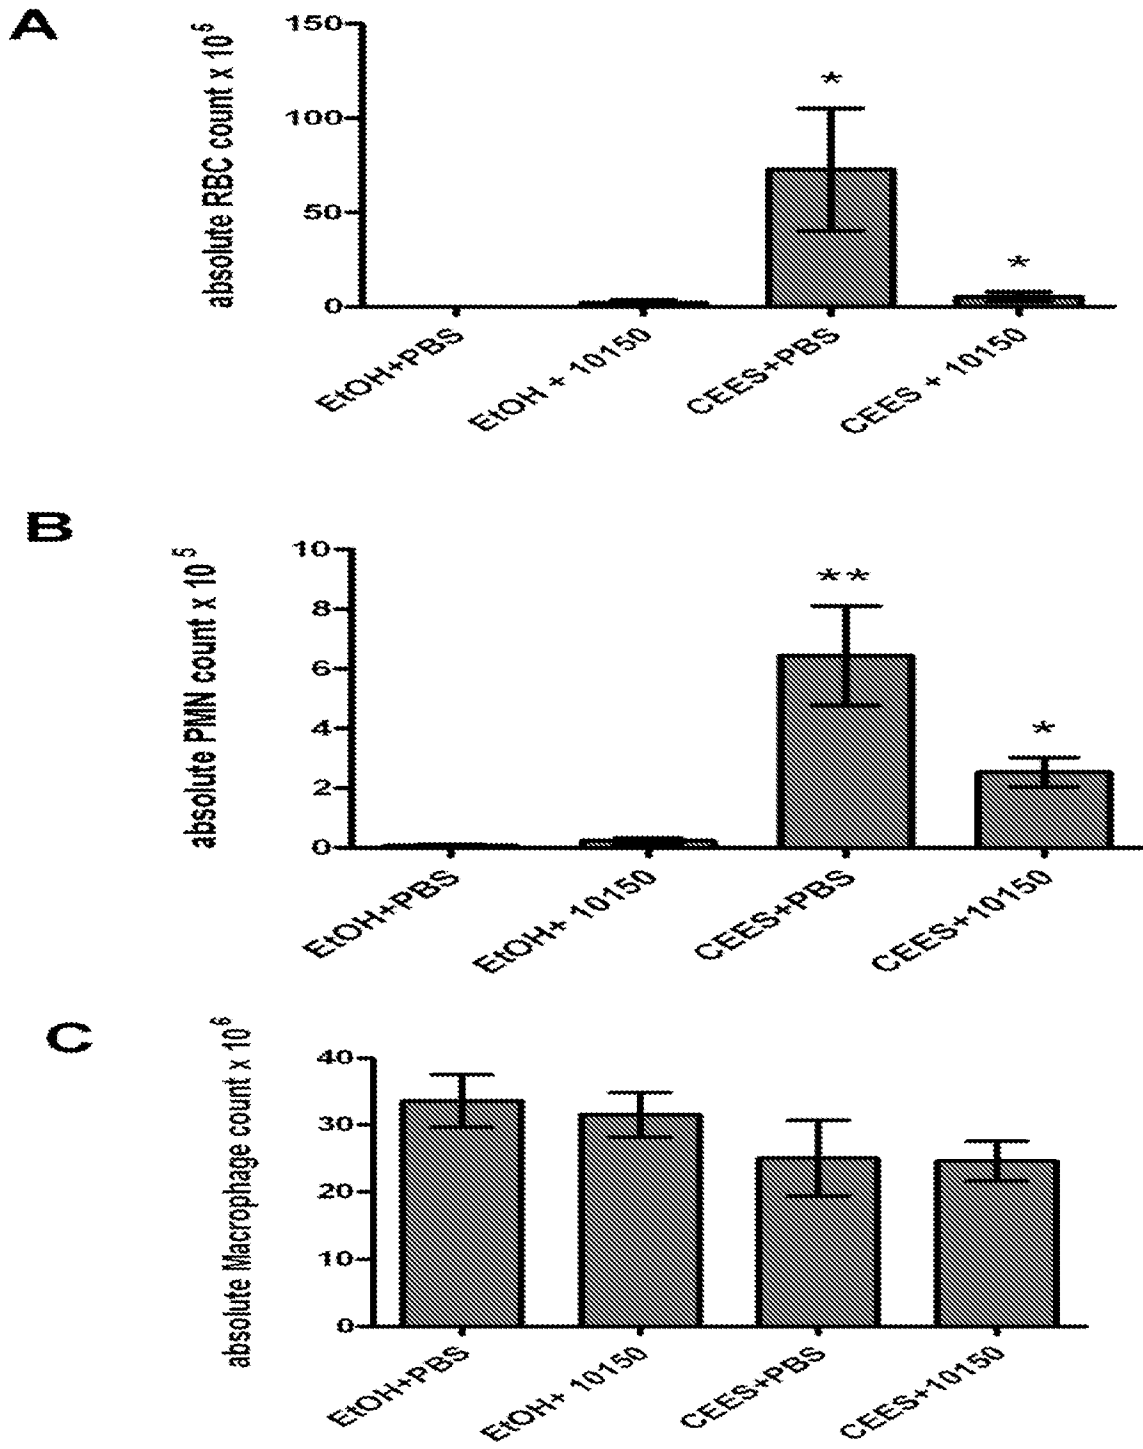 A
absolute RBC count x 10 6
150
100
50
0
*
*
EtOH+PBS
EtOH + 10150
CEES+PBS
CEES + 10150
B
absolute PMN count x 10 5
10
8
6
4
2
0
**
*
EtOH+PBS
EtOH+ 10150
CEES+PBS
CEES+10150
C
absolute Macrophage count x 10 6
40
30
20
10
0
EtOH+PBS
EtOH+ 10150
CEES+PBS
CEES+10150